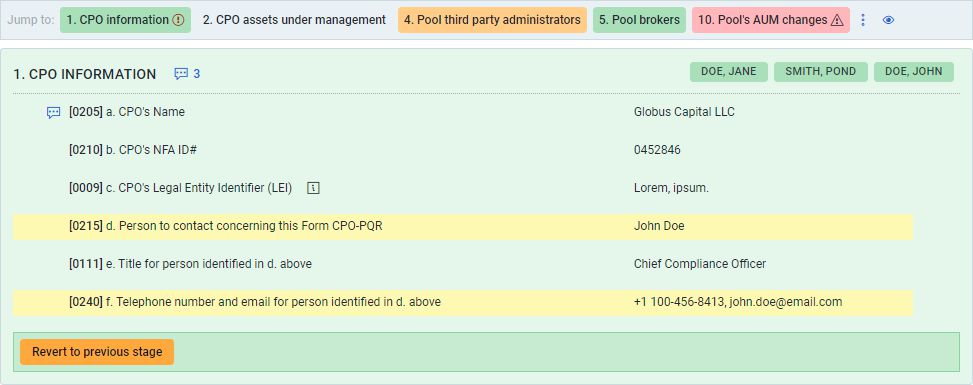 Jump to: 1. CPO information 2. CPO assets under management 4. Pool third party administrators 5. Pool brokers 10. Pool's AUM changes
1. CPO INFORMATION 3 DOE, JANE SMITH, POND DOE, JOHN
[0205] a. CPO's Name Globus Capital LLC
[0210] b. CPO's NFA ID# 0452846
[0009] c. CPO's Legal Entity Identifier (LEI) i Lorem, ipsum.
[0215] d. Person to contact concerning this Form CPO-PQR John Doe
[0111] e. Title for person identified in d. above Chief Compliance Officer
[0240] f. Telephone number and email for person identified in d. above +1 100-456-8413, john.doe@email.com
Revert to previous stage